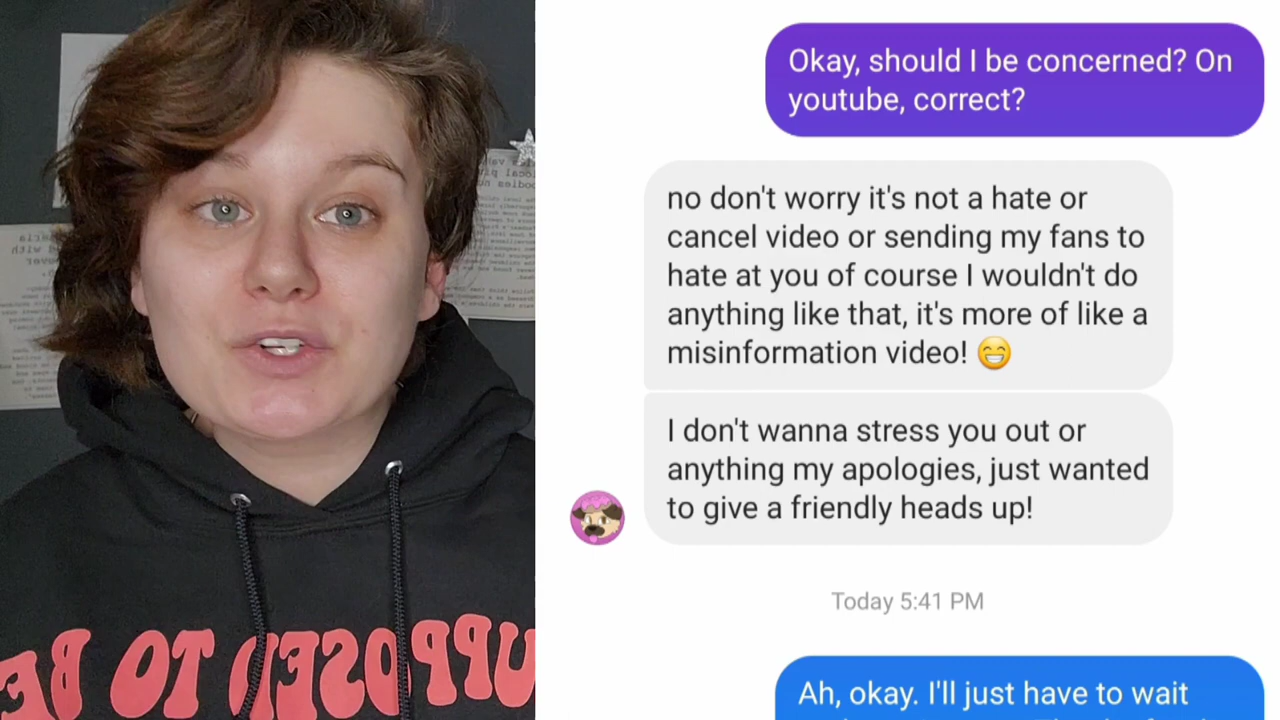 Okay, should I be concerned? On
youtube, correct?
no don't worry it's not a hate or
cancel video or sending my fans to
hate at you of course I wouldn't do
anything like that, it's more of like a
misinformation video! 😁
I don't wanna stress you out or
anything my apologies, just wanted
to give a friendly heads up!
Today 5:41 PM
Ah, okay. I'll just have to wait
UPPOSED TO BE